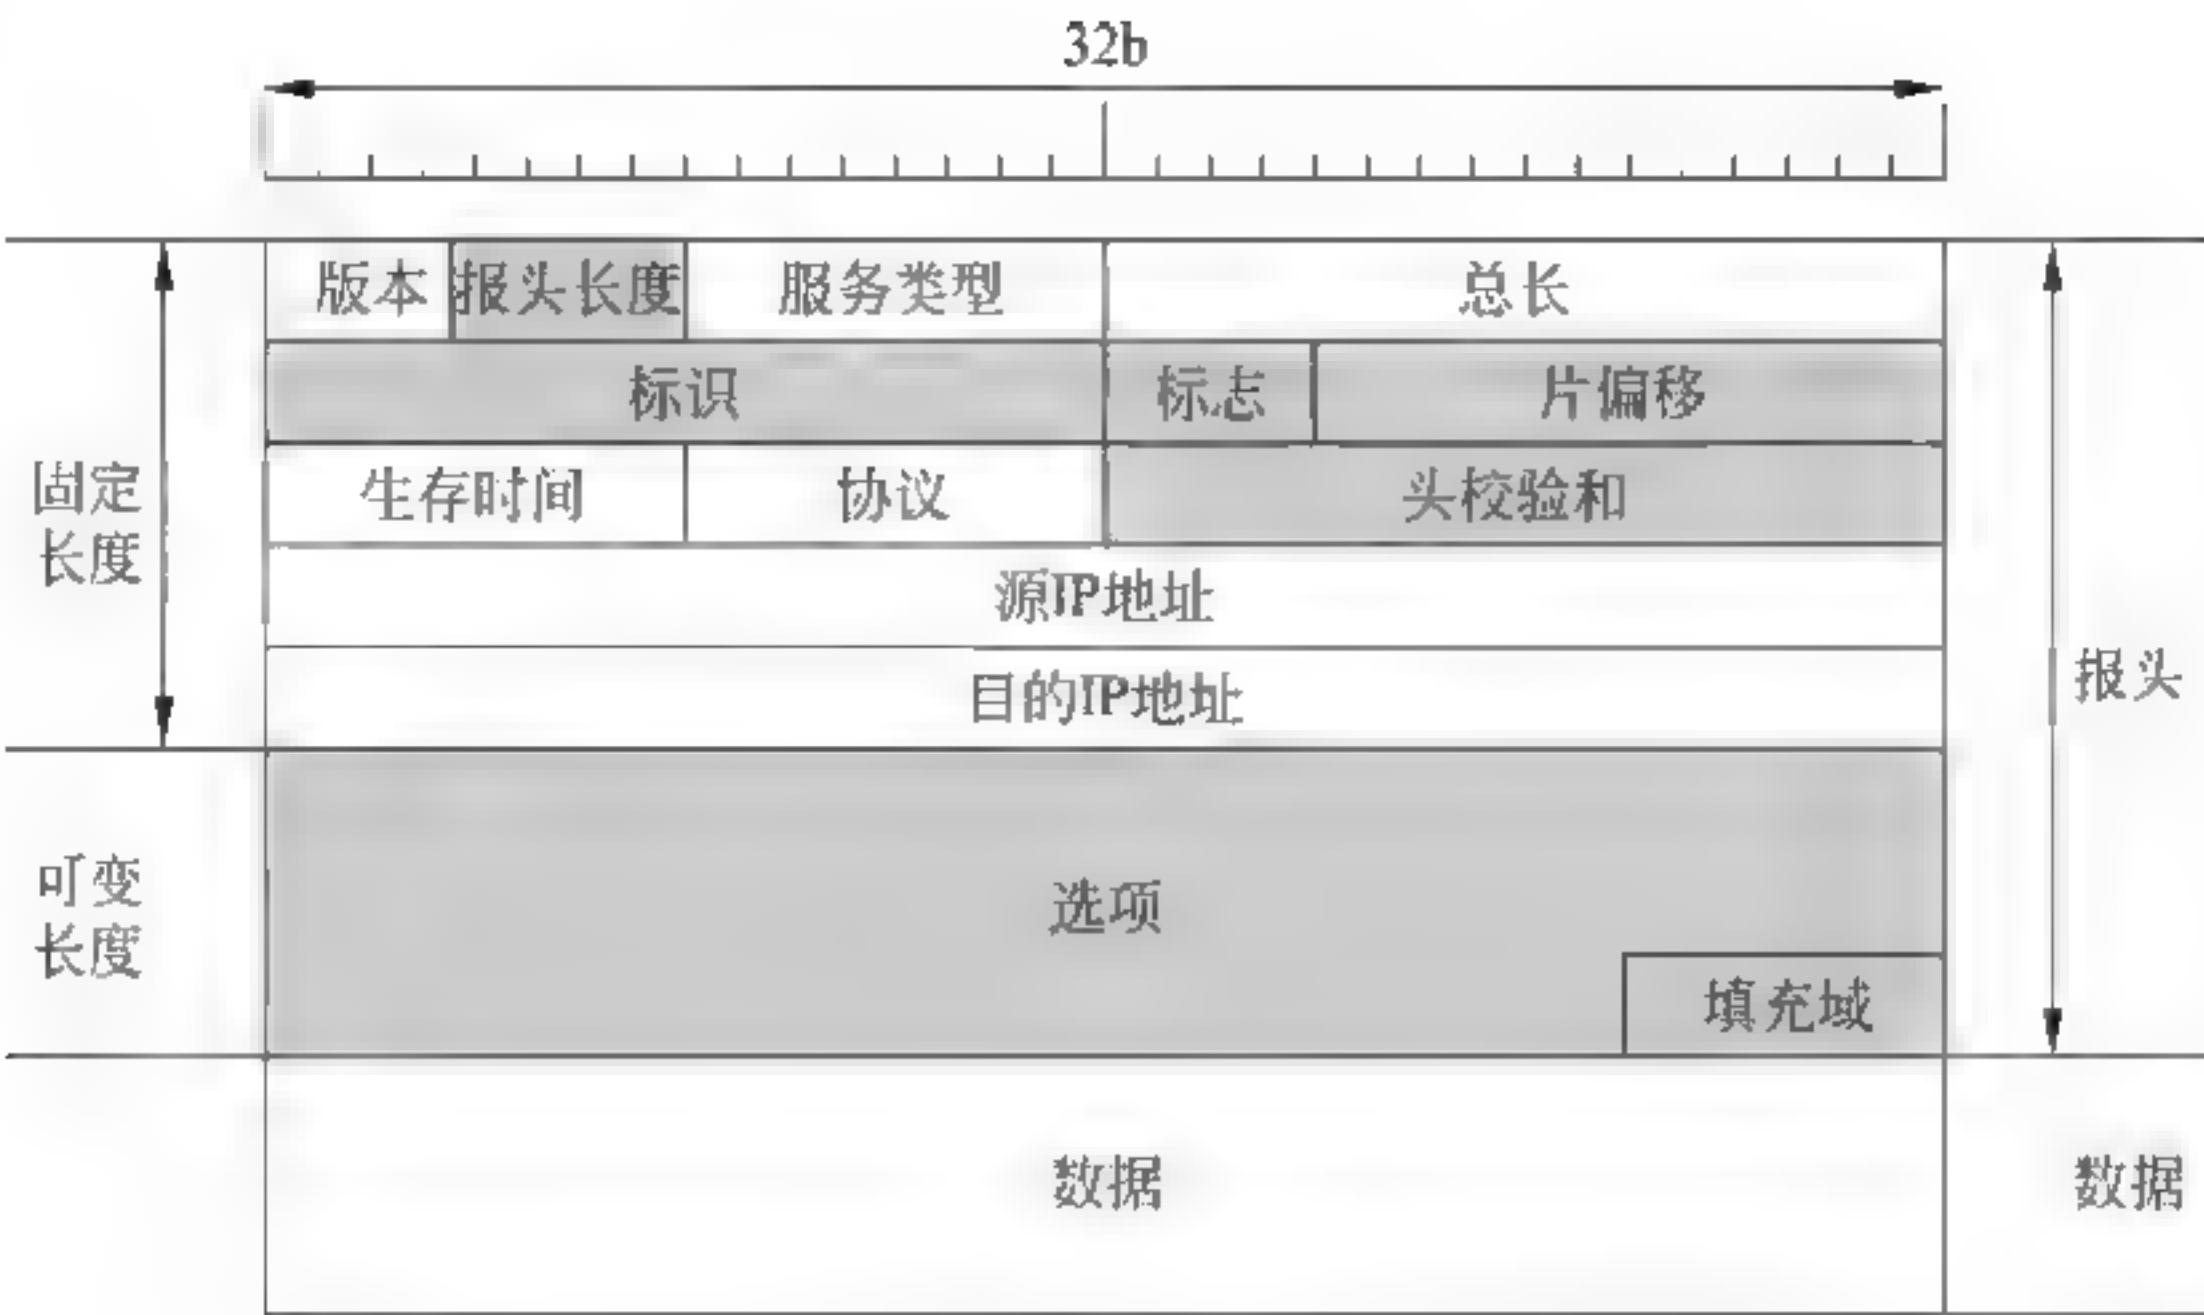 32b
版本 报头长度 服务类型 总长
标识 标志 片偏移
生存时间 协议 头校验和
固定
长度
源IP地址
目的IP地址
报头
可变
长度
选项
填充域
数据
数据